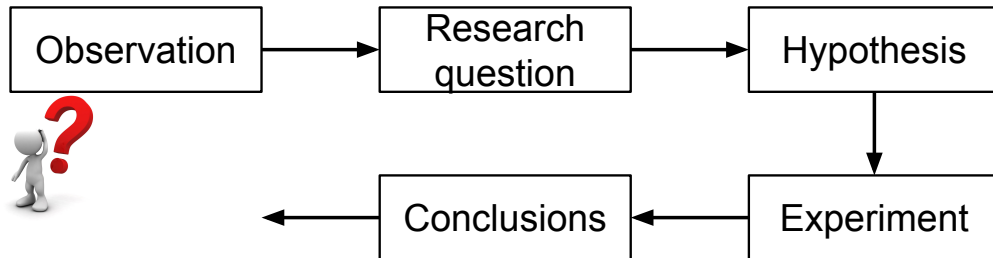 Observation
Research
question
Hypothesis
Conclusions
Experiment